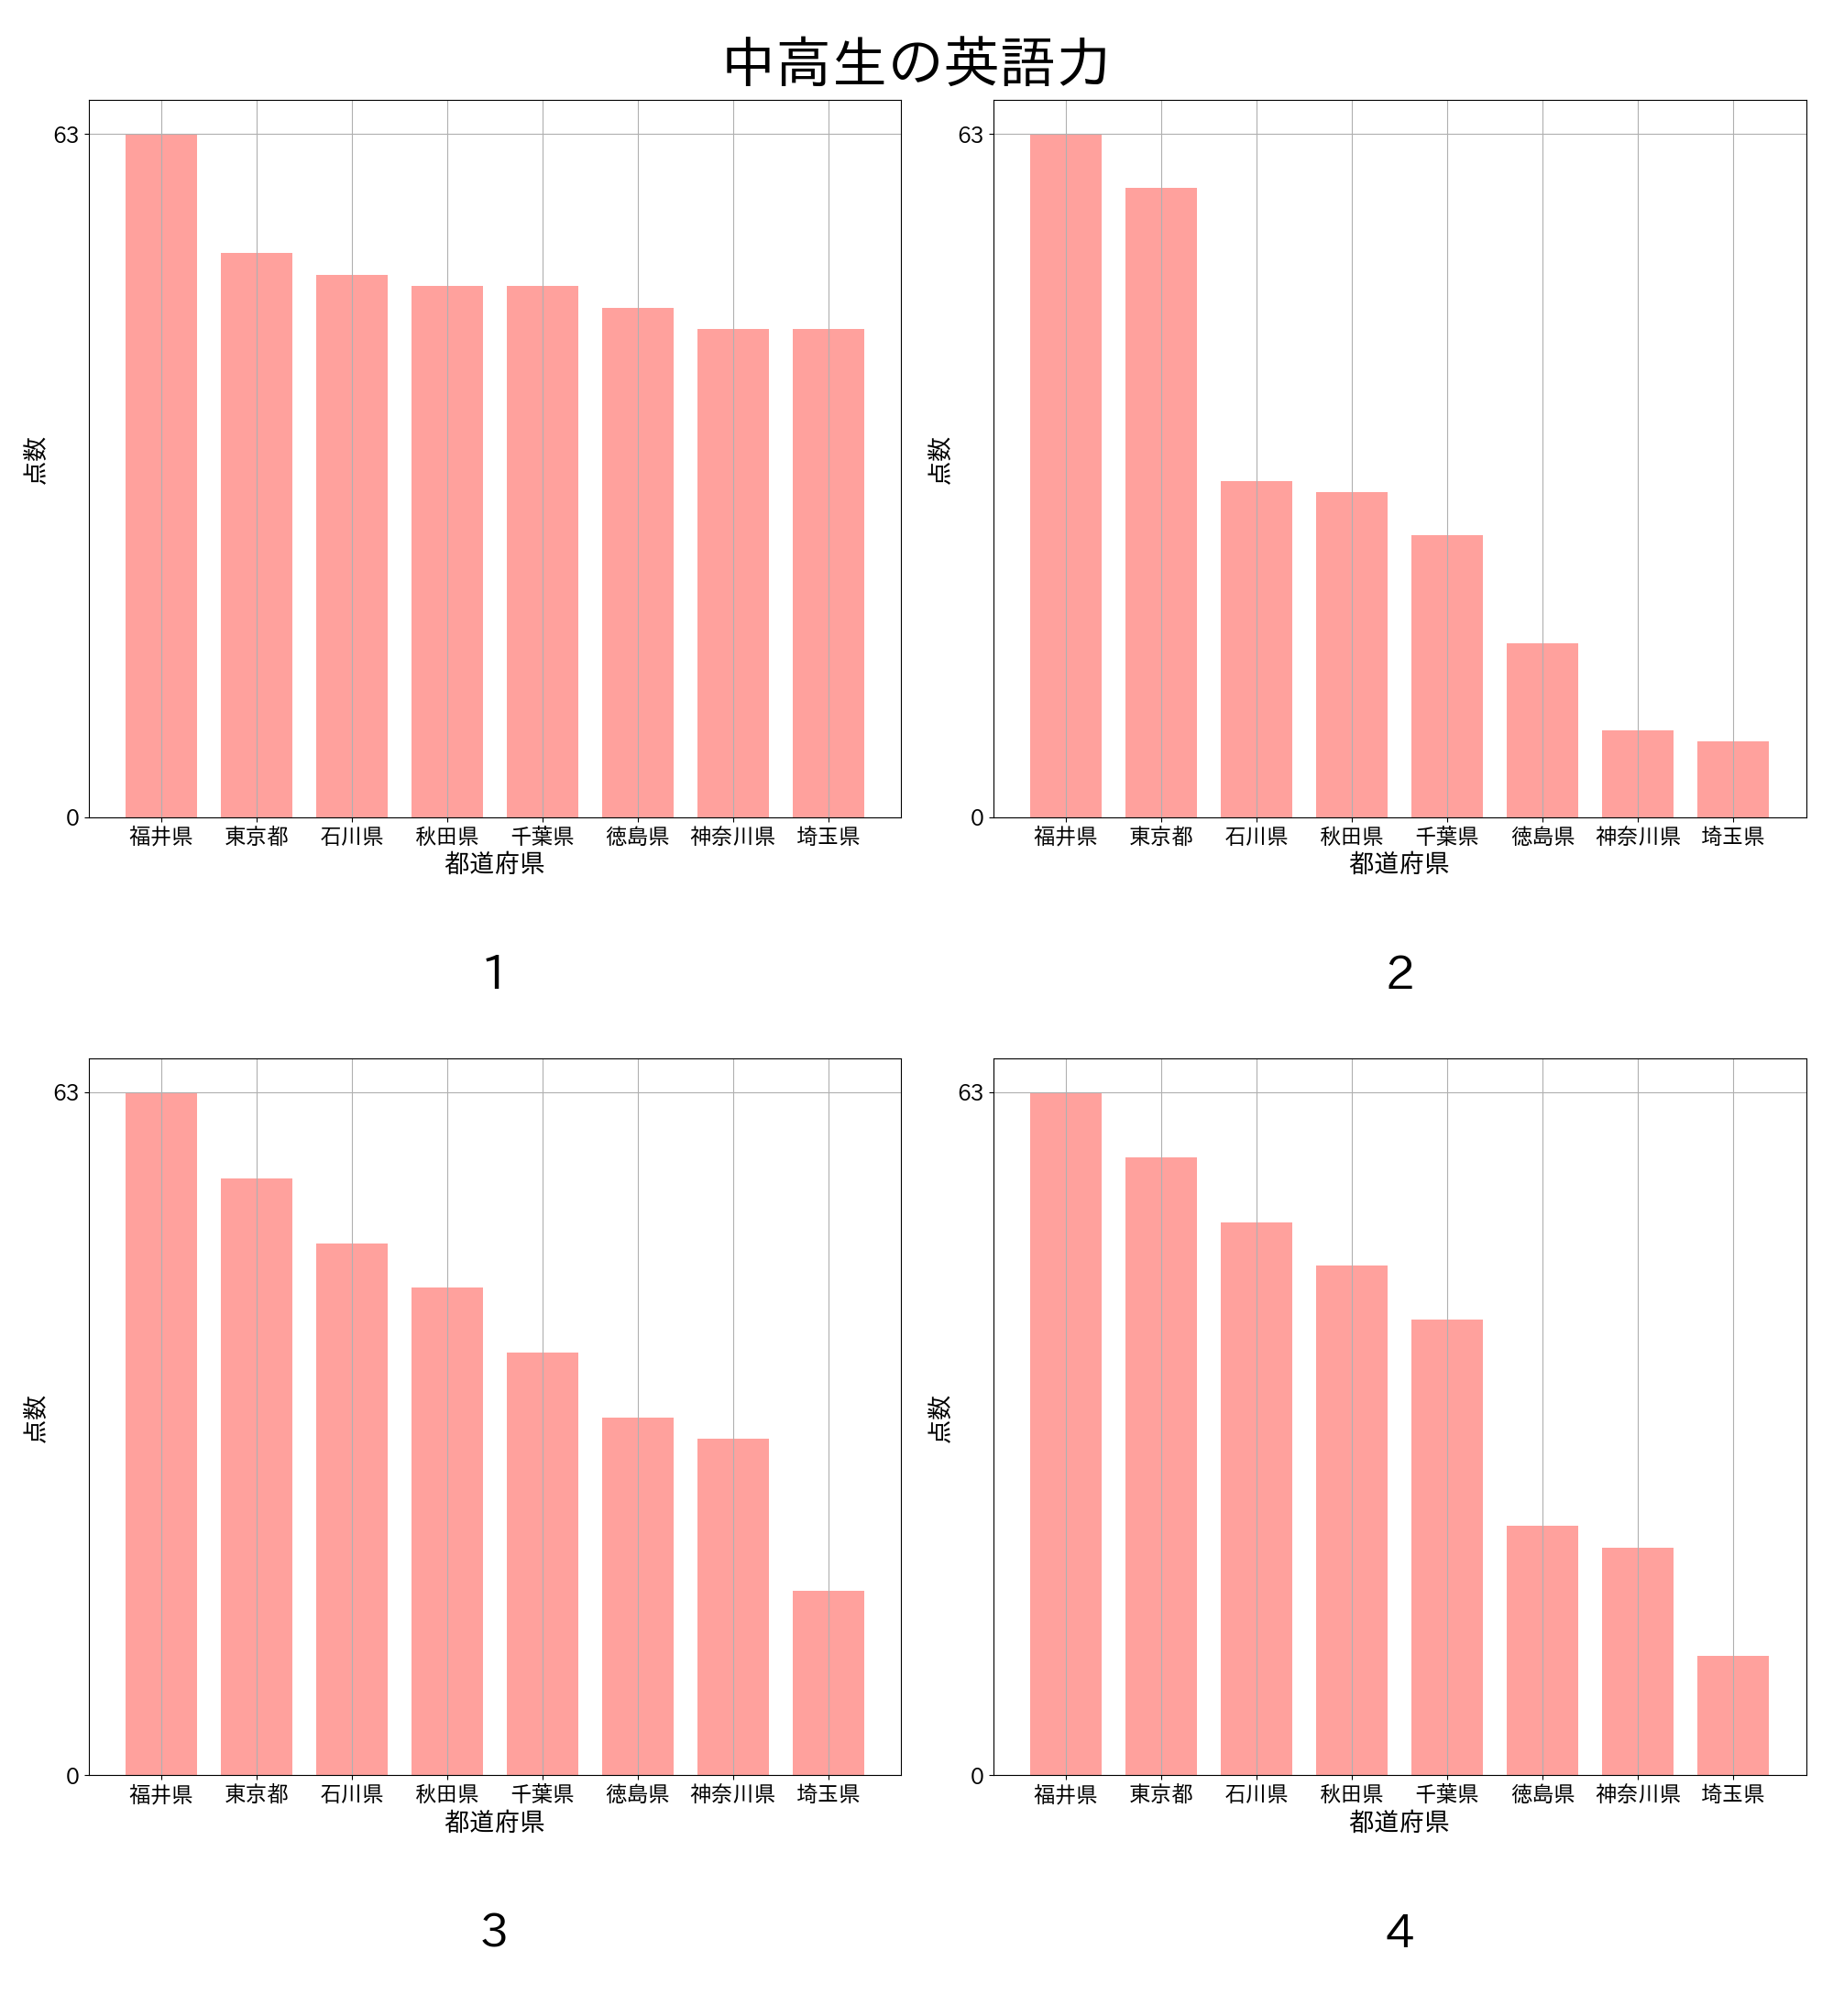 中高生の英語力
63
点数
0
福井県 東京都 石川県 秋田県 千葉県 徳島県 神奈川県 埼玉県
都道府県
1
63
点数
0
福井県 東京都 石川県 秋田県 千葉県 徳島県 神奈川県 埼玉県
都道府県
2
63
点数
0
福井県 東京都 石川県 秋田県 千葉県 徳島県 神奈川県 埼玉県
都道府県
3
63
点数
0
福井県 東京都 石川県 秋田県 千葉県 徳島県 神奈川県 埼玉県
都道府県
4